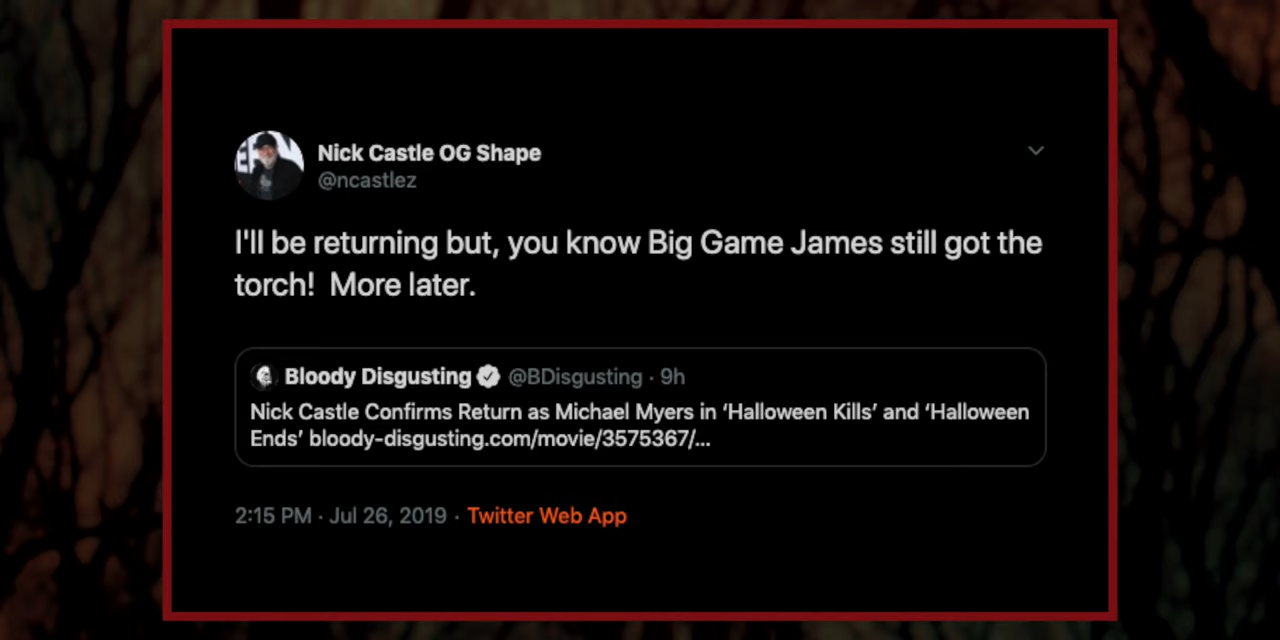 Nick Castle OG Shape
@ncastlez
I'll be returning but, you know Big Game James still got the
torch!  More later.
Bloody Disgusting @BDisgusting · 9h
Nick Castle Confirms Return as Michael Myers in ‘Halloween Kills’ and ‘Halloween
Ends’ bloody-disgusting.com/movie/3575367/...
2:15 PM · Jul 26, 2019 · Twitter Web App